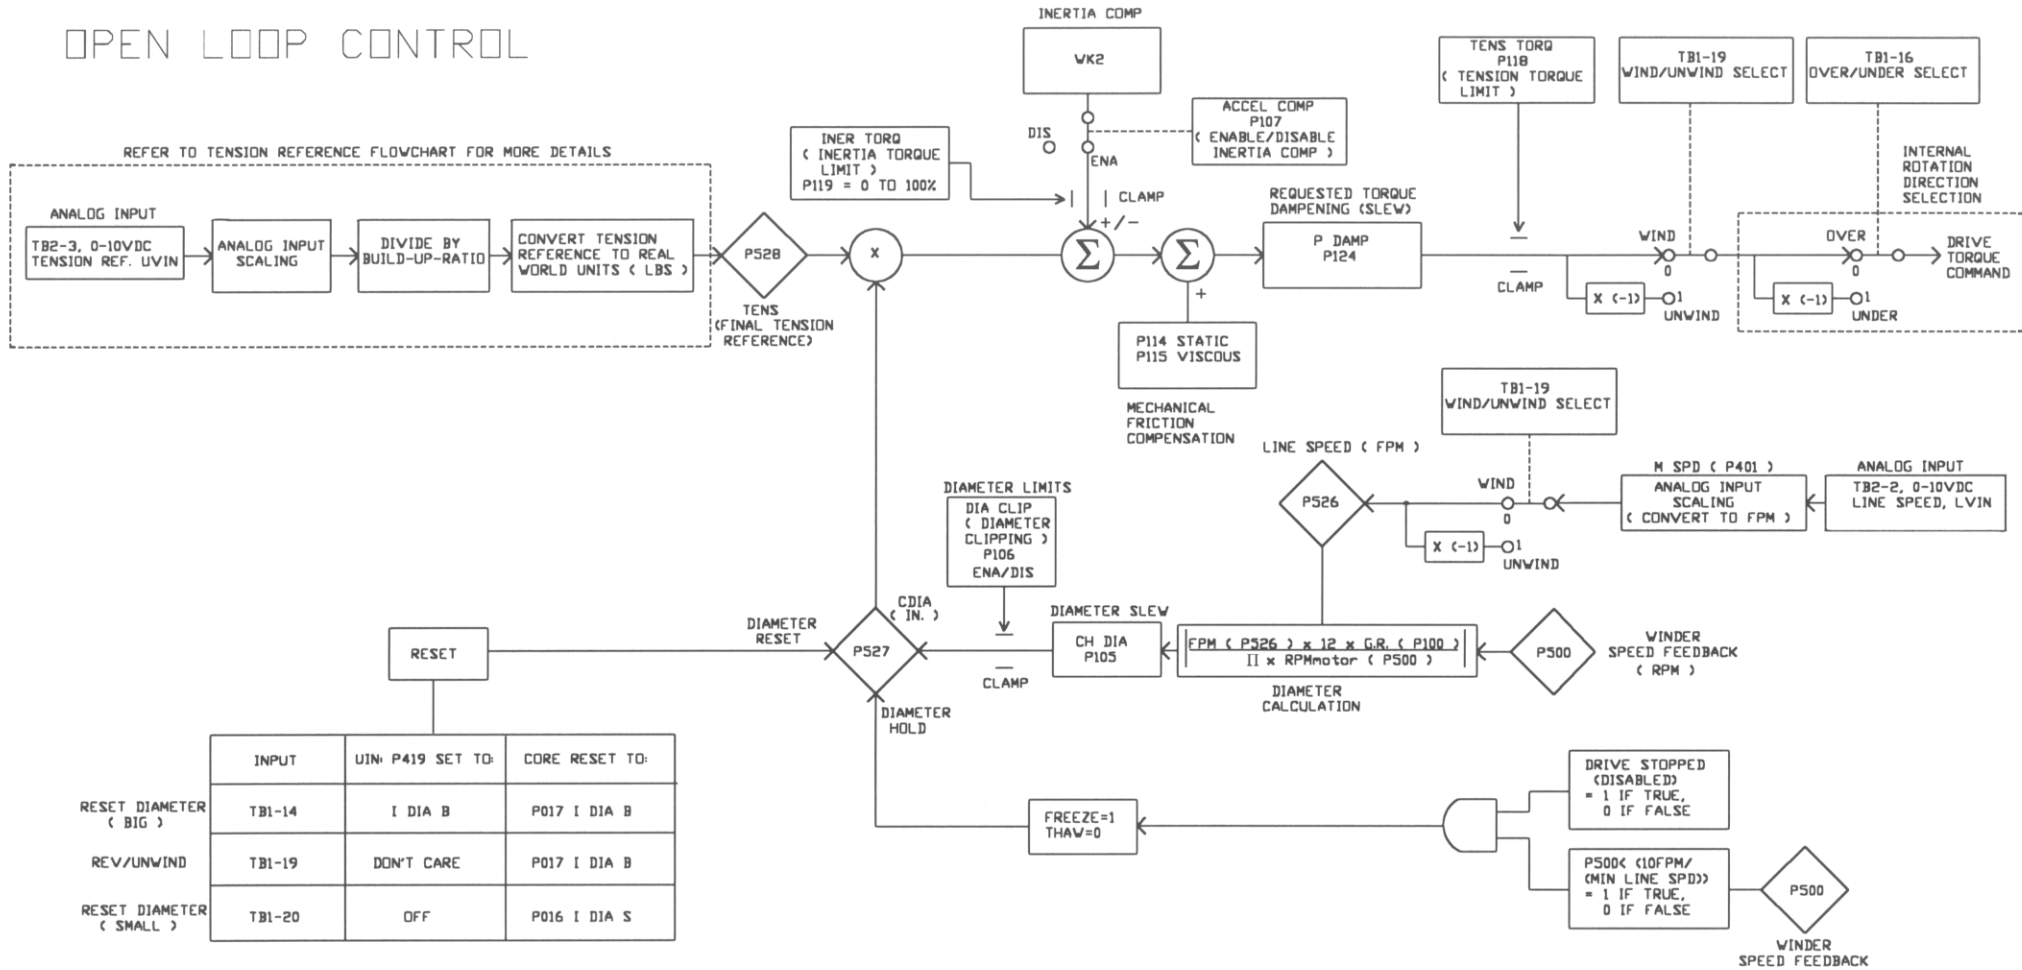 OPEN LOOP CONTROL
INERTIA COMP
WK2
DIS
ENA
ACCEL COMP
P107
( ENABLE/DISABLE
INERTIA COMP )
INER TORQ
( INERTIA TORQUE
LIMIT )
P119 = 0 TO 100%
CLAMP
+/-
TENS TORQ
P118
( TENSION TORQUE
LIMIT )
TB1-19
WIND/UNWIND SELECT
TB1-16
OVER/UNDER SELECT
INTERNAL
ROTATION
DIRECTION
SELECTION
REFER TO TENSION REFERENCE FLOWCHART FOR MORE DETAILS
ANALOG INPUT
TB2-3, 0-10VDC
TENSION REF. UVIN
ANALOG INPUT
SCALING
DIVIDE BY
BUILD-UP-RATIO
CONVERT TENSION
REFERENCE TO REAL
WORLD UNITS ( LBS )
P528
TENS
(FINAL TENSION
REFERENCE)
X
Σ
Σ
+
REQUESTED TORQUE
DAMPENING (SLEW)
P DAMP
P124
CLAMP
WIND
0
X (-1)
1
UNWIND
OVER
0
X (-1)
1
UNDER
DRIVE
TORQUE
COMMAND
P114 STATIC
P115 VISCOUS
MECHANICAL
FRICTION
COMPENSATION
TB1-19
WIND/UNWIND SELECT
LINE SPEED ( FPM )
P526
WIND
0
X (-1)
1
UNWIND
M SPD ( P401 )
ANALOG INPUT
SCALING
( CONVERT TO FPM )
ANALOG INPUT
TB2-2, 0-10VDC
LINE SPEED, LVIN
DIAMETER LIMITS
DIA CLIP
( DIAMETER
CLIPPING )
P106
ENA/DIS
CLAMP
DIAMETER SLEW
CH DIA
P105
FPM ( P526 ) x 12 x G.R. ( P100 )
Π x RPMmotor ( P500 )
DIAMETER
CALCULATION
P500
WINDER
SPEED FEEDBACK
( RPM )
CDIA
( IN. )
P527
DIAMETER
RESET
DIAMETER
HOLD
RESET
INPUT
UIN: P419 SET TO:
CORE RESET TO:
RESET DIAMETER
( BIG )
TB1-14
I DIA B
P017 I DIA B
REV/UNWIND
TB1-19
DON'T CARE
P017 I DIA B
RESET DIAMETER
( SMALL )
TB1-20
OFF
P016 I DIA S
FREEZE=1
THAW=0
DRIVE STOPPED
(DISABLED)
= 1 IF TRUE,
0 IF FALSE
P500< (10FPM/
(MIN LINE SPD))
= 1 IF TRUE,
0 IF FALSE
P500
WINDER
SPEED FEEDBACK